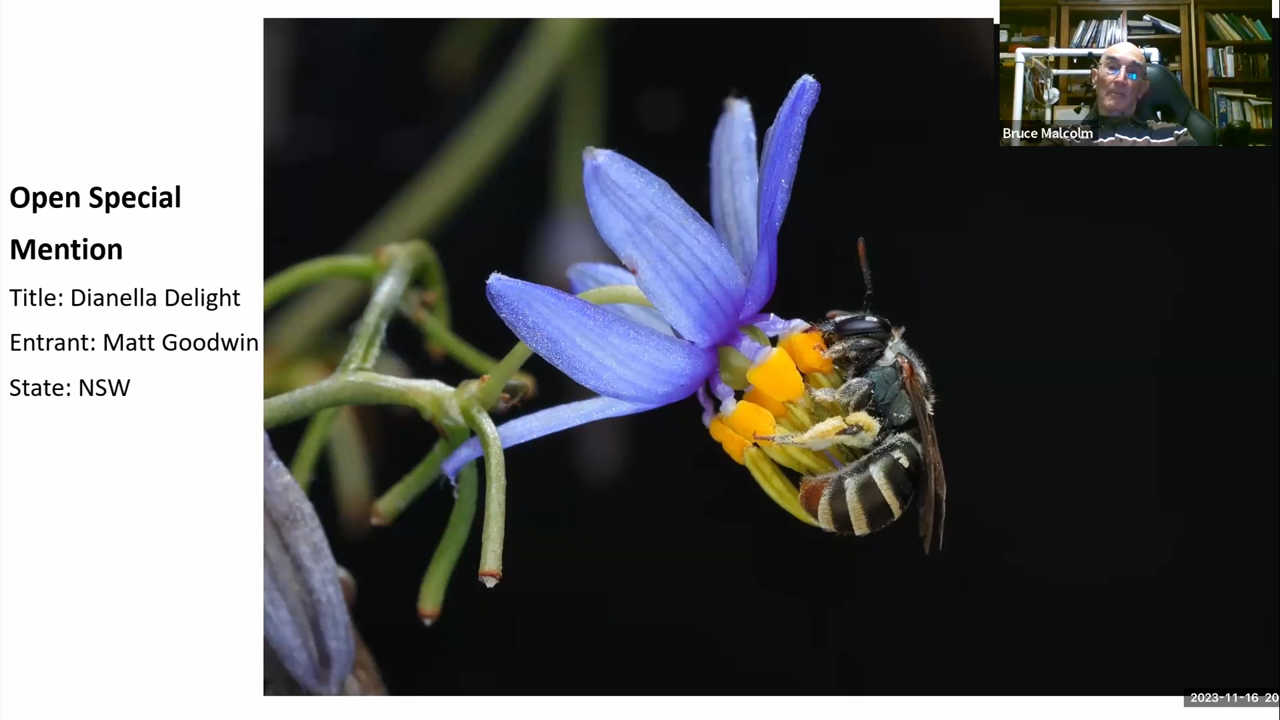 Bruce Malcolm
Open Special
Mention
Title: Dianella Delight
Entrant: Matt Goodwin
State: NSW
2023-11-16 20